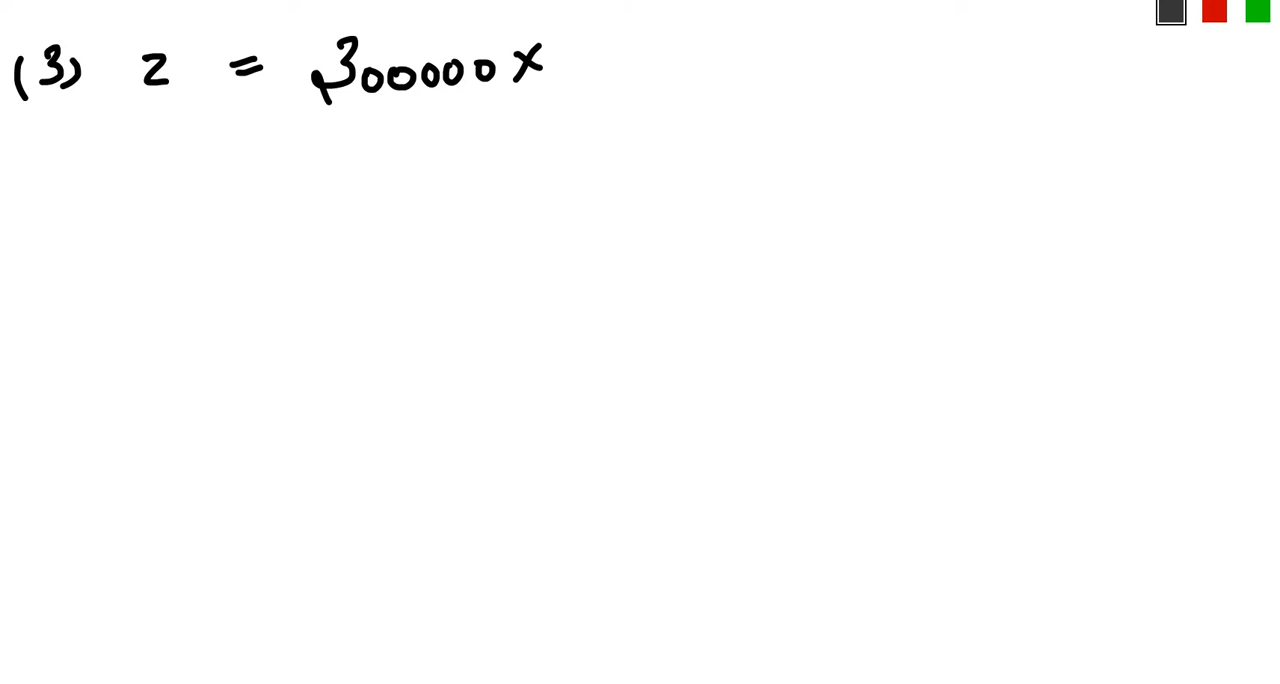 (3) z = 300000x